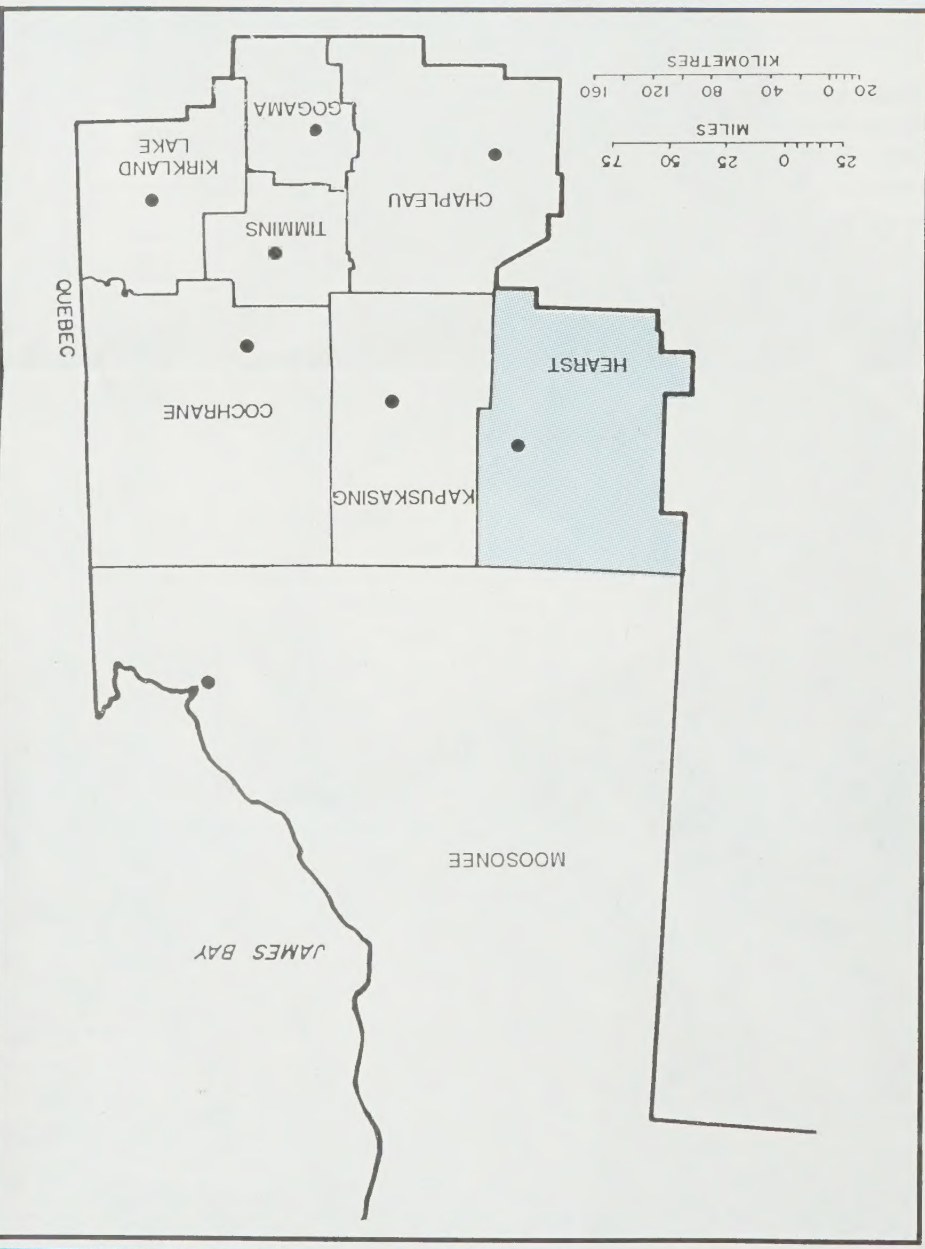 JAMES BAY
MOOSONEE
KAPUSKASING
COCHRANE
HEARST
QUEBEC
TIMMINS
CHAPLEAU
KIRKLAND
LAKE
GOGAMA
25 0 25 50 75
MILES
20 0 40 80 120 160
KILOMETRES